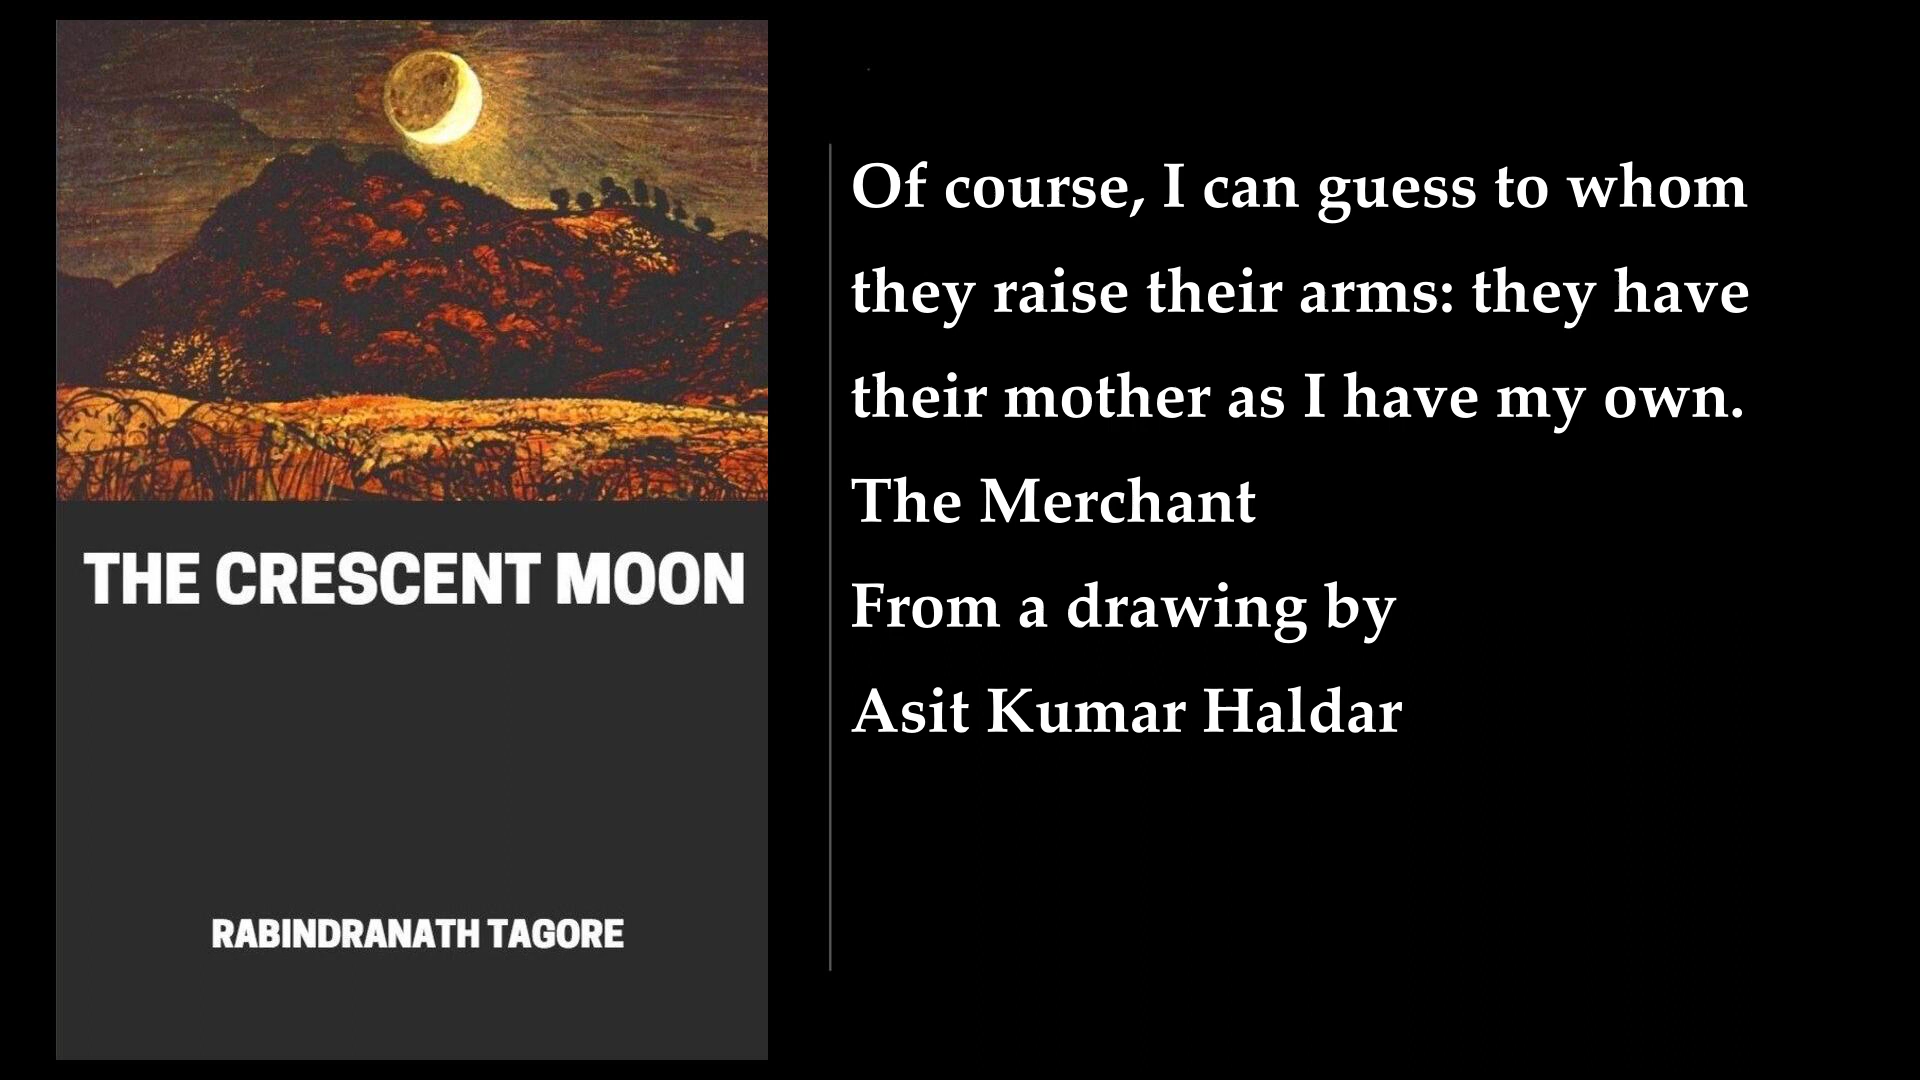 THE CRESCENT MOON
RABINDRANATH TAGORE
Of course, I can guess to whom
they raise their arms: they have
their mother as I have my own.
The Merchant
From a drawing by
Asit Kumar Haldar